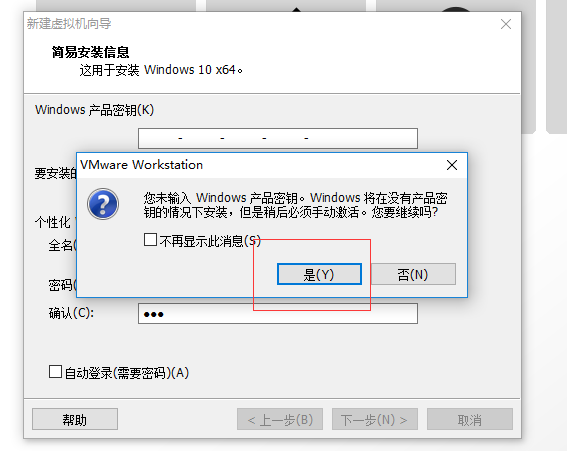 新建虚拟机向导
简易安装信息
这用于安装 Windows 10 x64。
Windows 产品密钥(K)
- - - -
要安装的
VMware Workstation
您未输入 Windows 产品密钥。Windows 将在没有产品密
钥的情况下安装，但是稍后必须手动激活。您要继续吗?
个性化
不再显示此消息(S)
全名(
是(Y) 否(N)
密码(
确认(C): ●●●
自动登录(需要密码)(A)
帮助 < 上一步(B) 下一步(N) > 取消